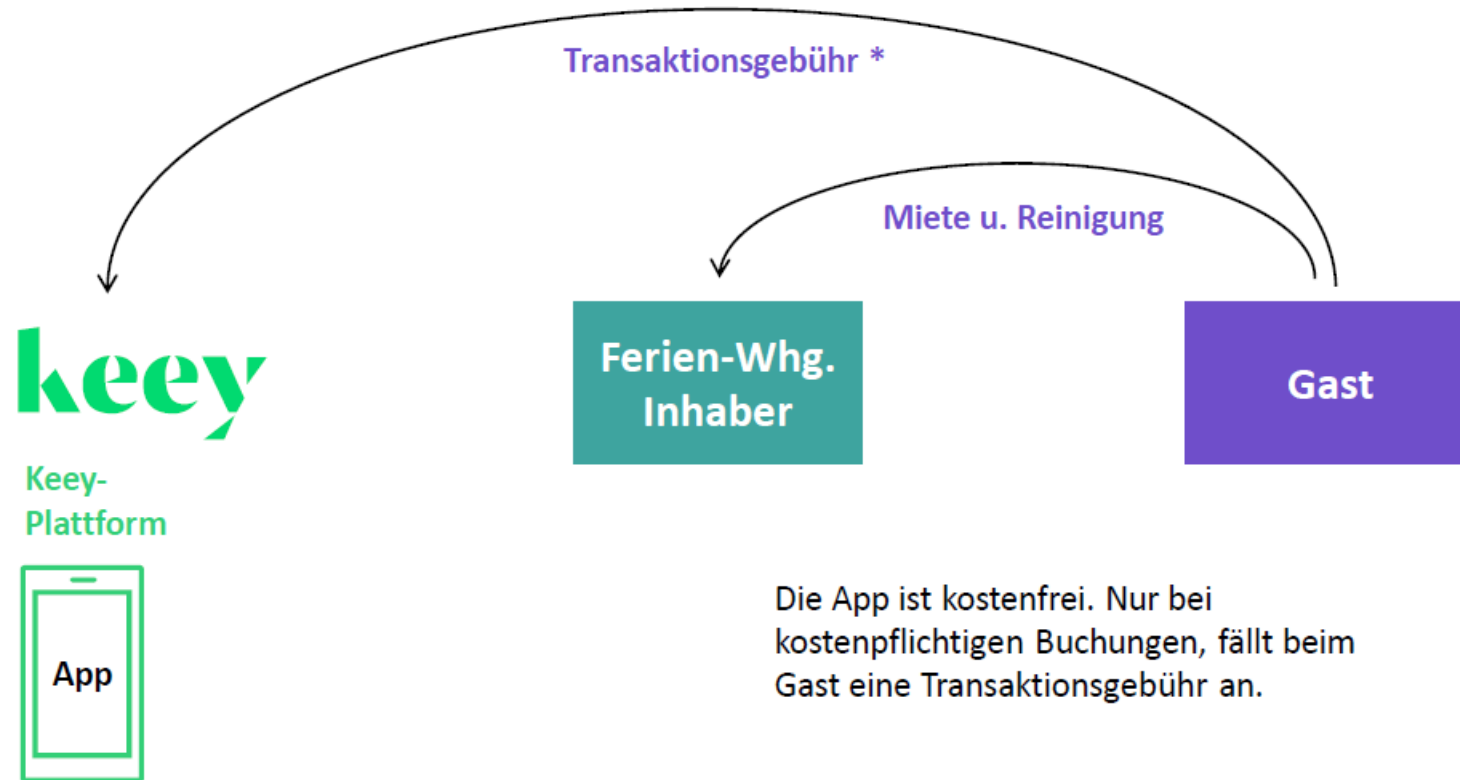 Transaktionsgebühr *
Miete u. Reinigung
keey
Keey-
Plattform
App
Ferien-Whg.
Inhaber
Gast
Die App ist kostenfrei. Nur bei
kostenpflichtigen Buchungen, fällt beim
Gast eine Transaktionsgebühr an.